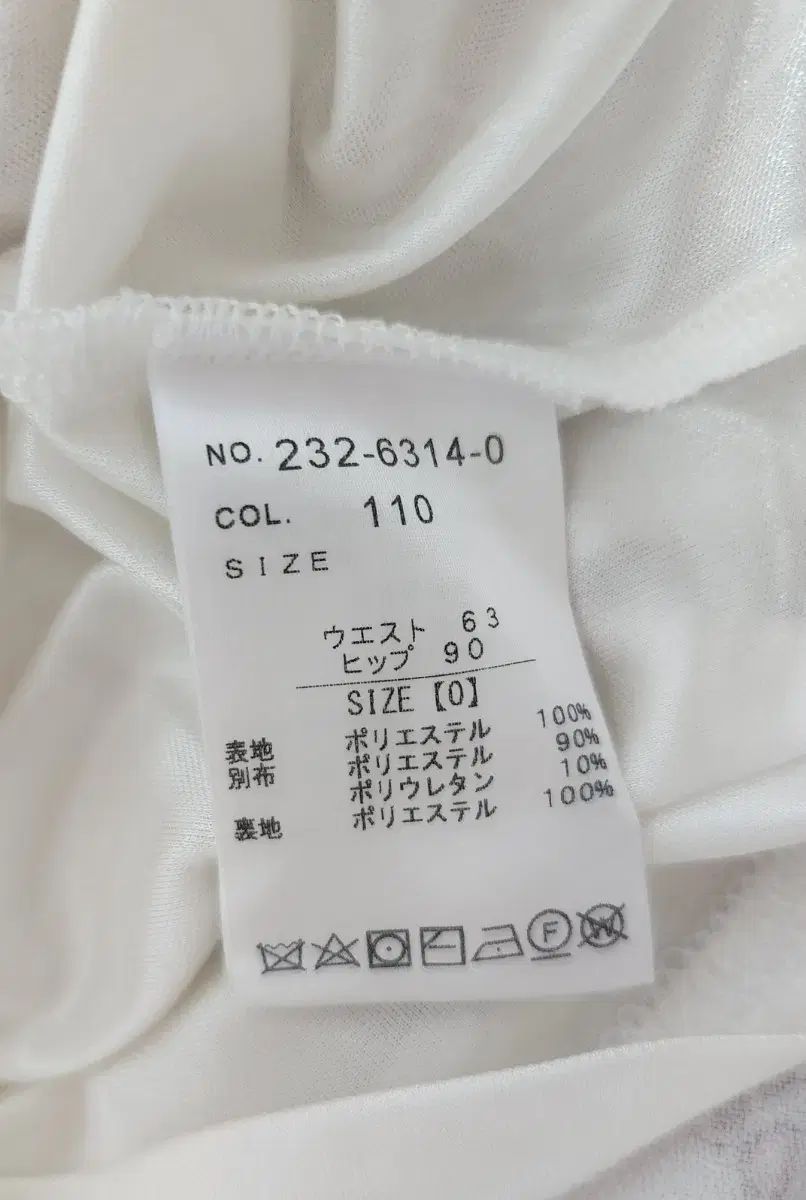 NO. 232-6314-0
COL. 110
SIZE
ウエスト 63
ヒップ 90
SIZE【0】
表地 ポリエステル 100%
別布 ポリエステル 90%
ポリウレタン 10%
裏地 ポリエステル 100%
F W